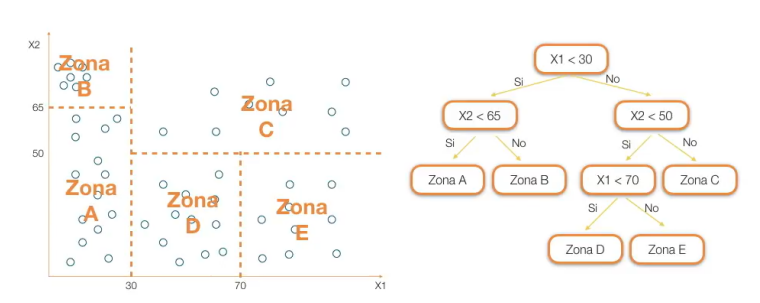 X2
Zona
B
65
Zona
C
50
Zona
A
Zona
D
Zona
E
30
70
X1
X1 < 30
Si
No
X2 < 65
X2 < 50
Si
No
Si
No
Zona A
Zona B
X1 < 70
Zona C
Si
No
Zona D
Zona E